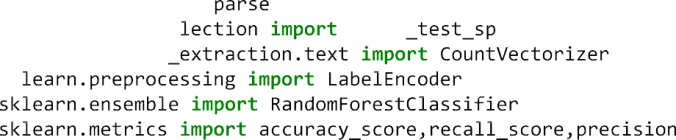 parse
lection import _test_sp
_extraction.text import CountVectorizer
learn.preprocessing import LabelEncoder
sklearn.ensemble import RandomForestClassifier
sklearn.metrics import accuracy_score,recall_score,precision